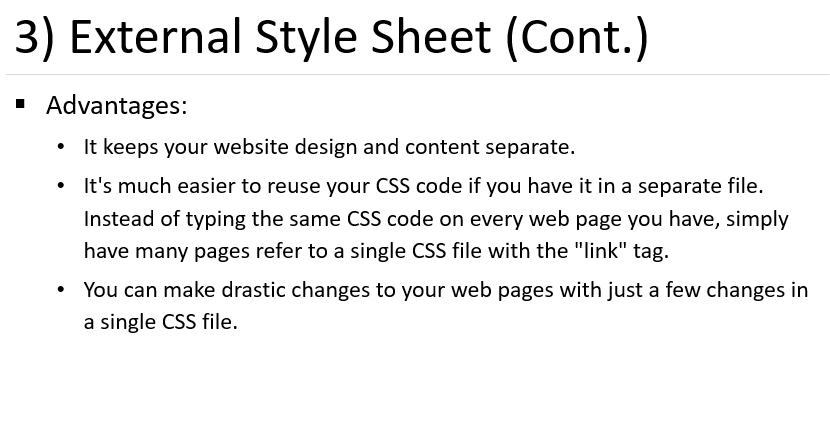 3) External Style Sheet (Cont.)
▪ Advantages:
• It keeps your website design and content separate.
• It's much easier to reuse your CSS code if you have it in a separate file.
Instead of typing the same CSS code on every web page you have, simply
have many pages refer to a single CSS file with the "link" tag.
• You can make drastic changes to your web pages with just a few changes in
a single CSS file.